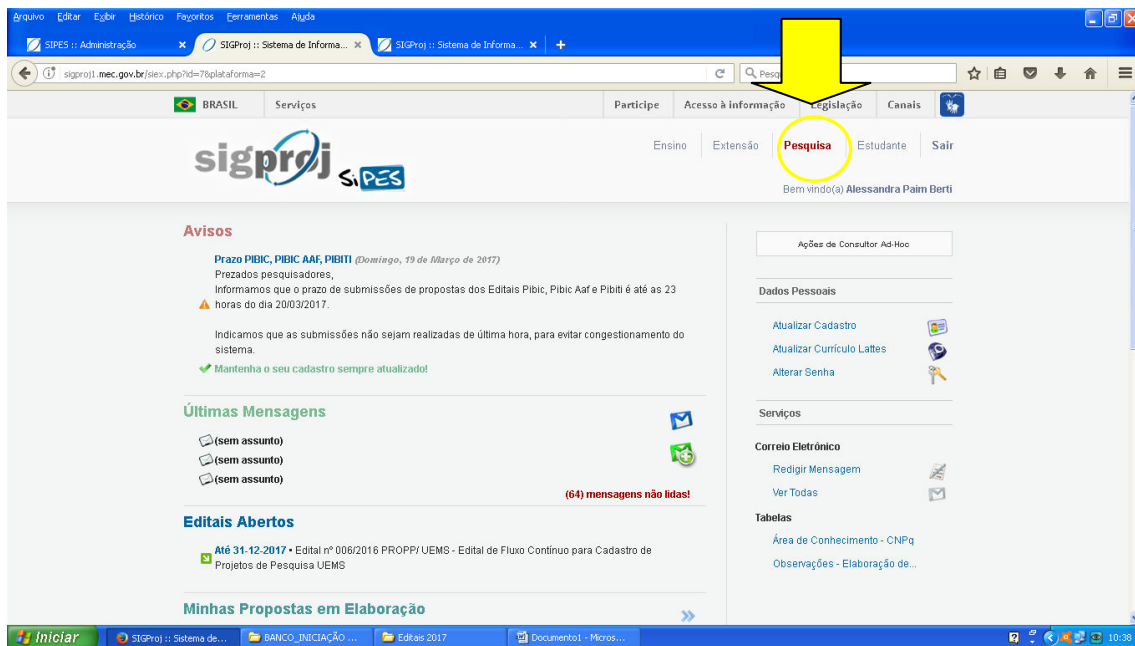 Arquivo Editar Exibir Histórico Favoritos Ferramentas Ajuda
SIPES :: Administração
SIGProj :: Sistema de Informa...
SIGProj :: Sistema de Informa...
sigproj1.mec.gov.br/siex.php?id=78plataforma=2
BRASIL Serviços Participe Acesso à informação Legislação Canais
sigproj SiPES
Ensino Extensão Pesquisa Estudante Sair
Bem vindo(a) Alessandra Paim Berti
Avisos
Prazo PIBIC, PIBIC AAF, PIBITI (Domingo, 19 de Março de 2017)
Prezados pesquisadores,
Informamos que o prazo de submissões de propostas dos Editais Pibic, Pibic Aaf e Pibiti é até as 23
horas do dia 20/03/2017.
Indicamos que as submissões não sejam realizadas de última hora, para evitar congestionamento do
sistema.
Mantenha o seu cadastro sempre atualizado!
Últimas Mensagens
(sem assunto)
(sem assunto)
(sem assunto)
(64) mensagens não lidas!
Editais Abertos
Até 31-12-2017 • Edital nº 006/2016 PROPP/ UEMS - Edital de Fluxo Contínuo para Cadastro de
Projetos de Pesquisa UEMS
Minhas Propostas em Elaboração
Ações de Consultor Ad-Hoc
Dados Pessoais
Atualizar Cadastro
Atualizar Currículo Lattes
Alterar Senha
Serviços
Correio Eletrônico
Redigir Mensagem
Ver Todas
Tabelas
Área de Conhecimento - CNPq
Observações - Elaboração de...
Iniciar
SIGProj :: Sistema de...
BANCO_INICIAÇÃO ...
Editais 2017
Documento1 - Micros...
10:38